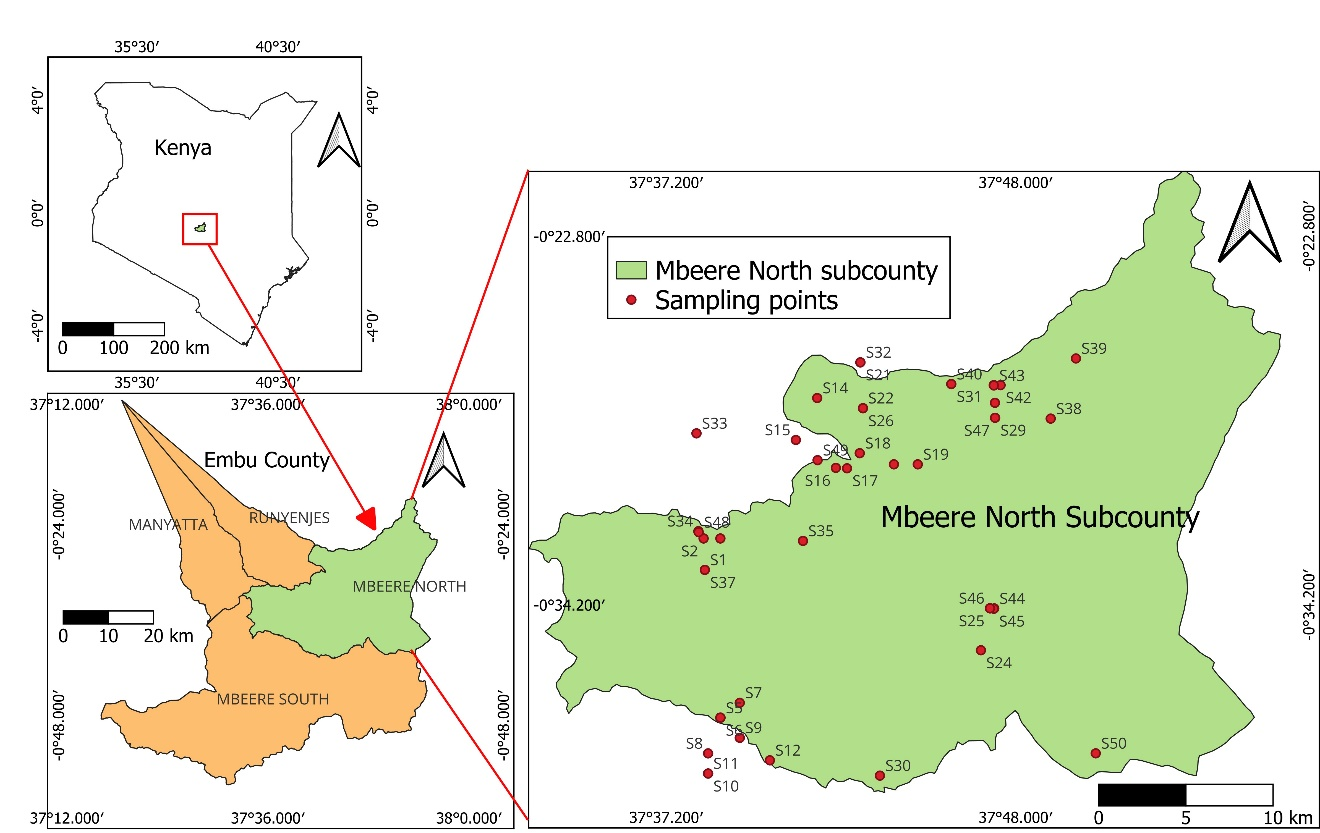 35°30′ 40°30′
4°0′ 4°0′
Kenya
0°0′ 0°0′
-4°0′ -4°0′
0 100 200 km
35°30′ 40°30′
37°12.000′ 37°36.000′ 38°0.000′
Embu County
MANYATTA RUNYENJES
-0°24.000′ -0°24.000′
MBEERE NORTH
0 10 20 km
MBEERE SOUTH
-0°48.000′ -0°48.000′
37°12.000′ 37°36.000′ 38°0.000′
37°37.200′ 37°48.000′
-0°22.800′ -0°22.800′
Mbeere North subcounty
Sampling points
S32 S39
S21 S40 S43
S14 S22 S31 S42
S33 S15 S26 S47 S29 S38
S49 S18 S19
S16 S17
Mbeere North Subcounty
S34 S48
S2 S1 S35
S37
-0°34.200′ -0°34.200′
S46 S44
S25 S45
S24
S7
S5
S6 S9
S8 S12 S50
S11 S30
S10
0 5 10 km
37°37.200′ 37°48.000′